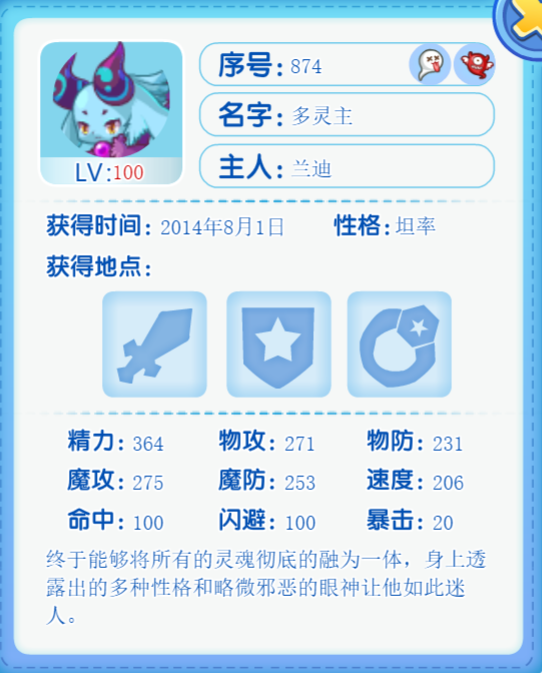 序号: 874
名字: 多灵主
LV:100
主人: 兰迪
获得时间: 2014年8月1日 性格: 坦率
获得地点:
精力: 364 物攻: 271 物防: 231
魔攻: 275 魔防: 253 速度: 206
命中: 100 闪避: 100 暴击: 20
终于能够将所有的灵魂彻底的融为一体，身上透
露出的多种性格和略微邪恶的眼神让他如此迷
人。